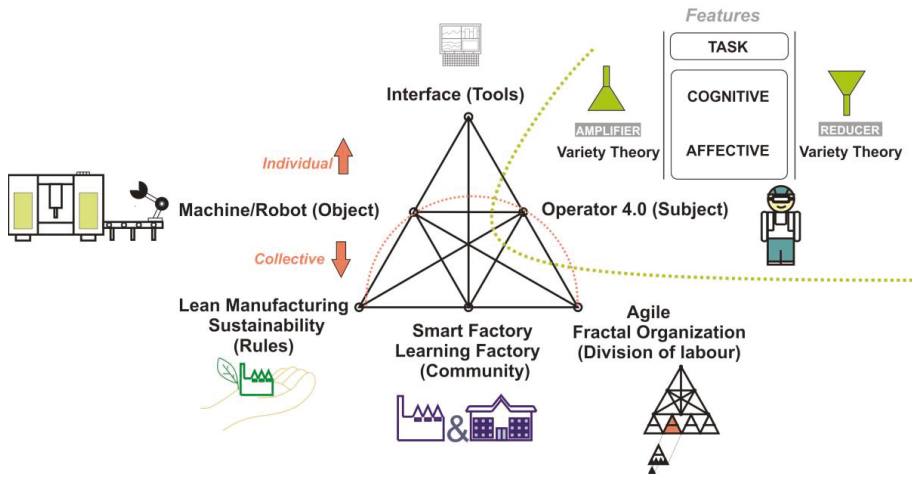 Features
TASK
Interface (Tools)
COGNITIVE
AMPLIFIER
REDUCER
Variety Theory
AFFECTIVE
Variety Theory
Individual
Machine/Robot (Object)
Operator 4.0 (Subject)
Collective
Lean Manufacturing
Sustainability
(Rules)
Smart Factory
Learning Factory
(Community)
Agile
Fractal Organization
(Division of labour)
&